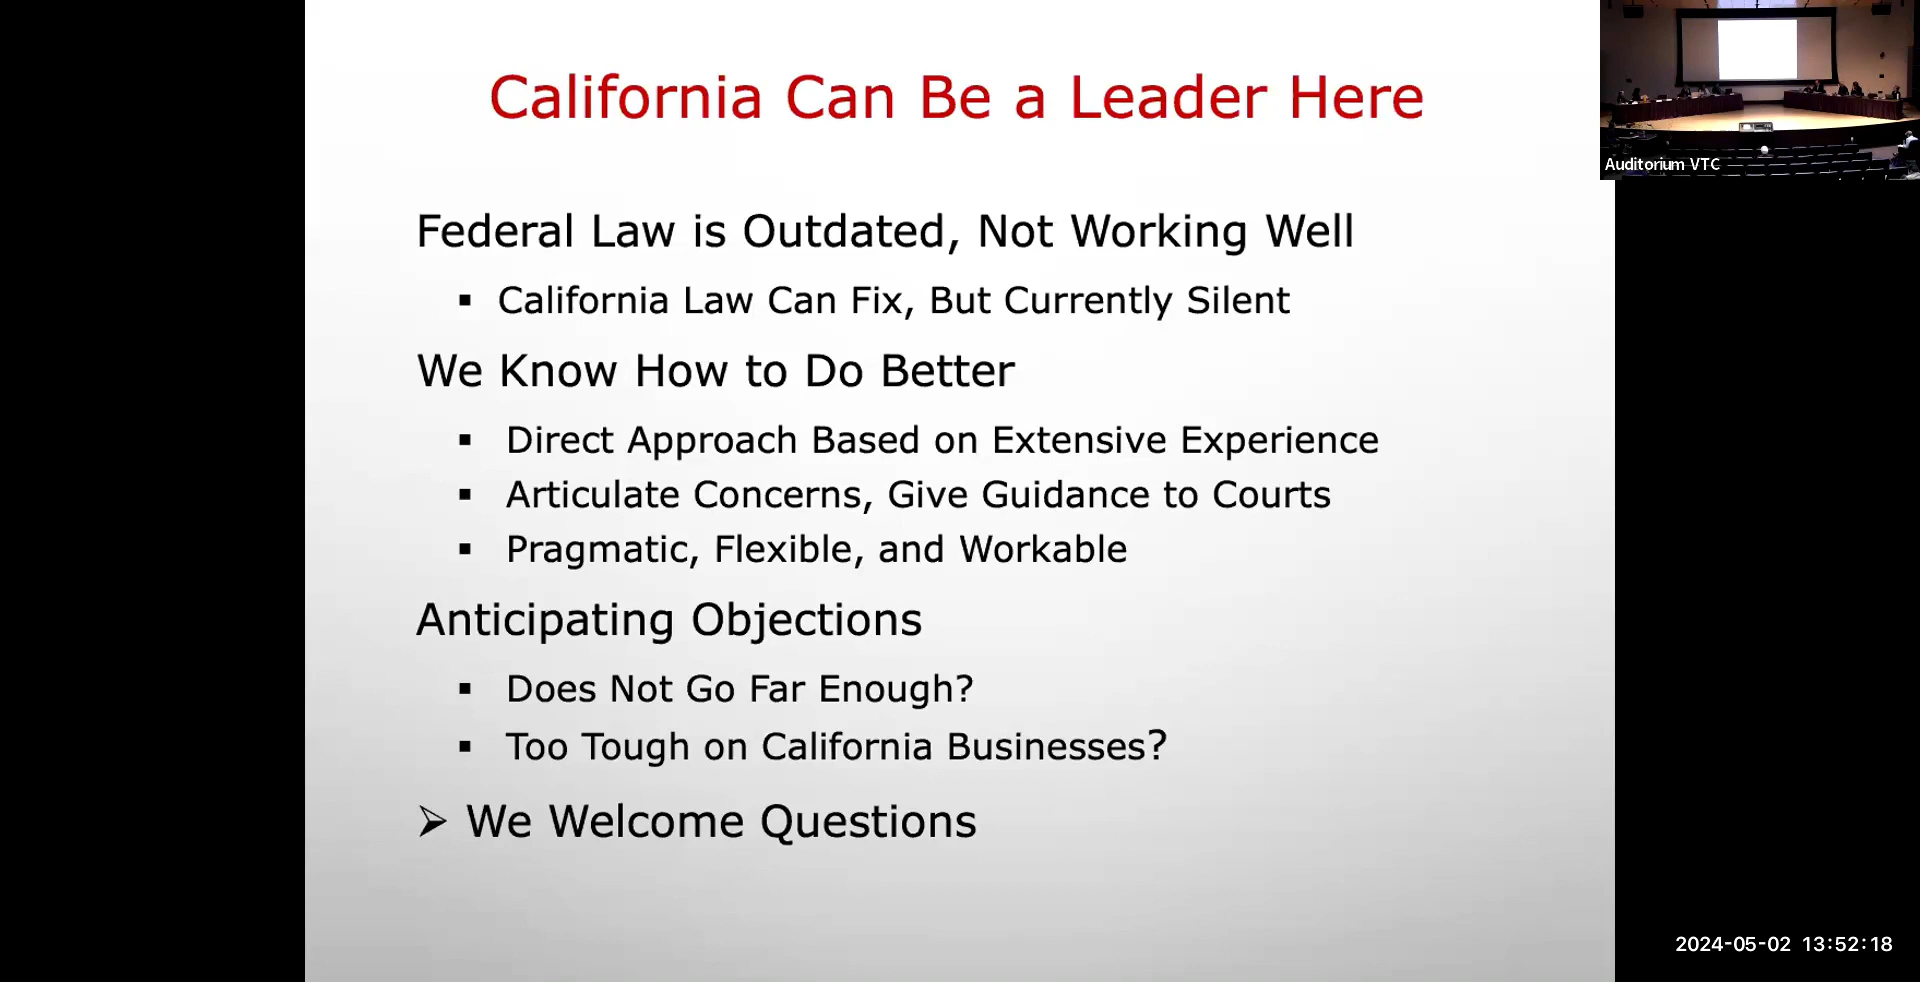 California Can Be a Leader Here
Auditorium VTC
Federal Law is Outdated, Not Working Well
▪ California Law Can Fix, But Currently Silent
We Know How to Do Better
▪ Direct Approach Based on Extensive Experience
▪ Articulate Concerns, Give Guidance to Courts
▪ Pragmatic, Flexible, and Workable
Anticipating Objections
▪ Does Not Go Far Enough?
▪ Too Tough on California Businesses?
➢ We Welcome Questions
2024-05-02 13:52:18